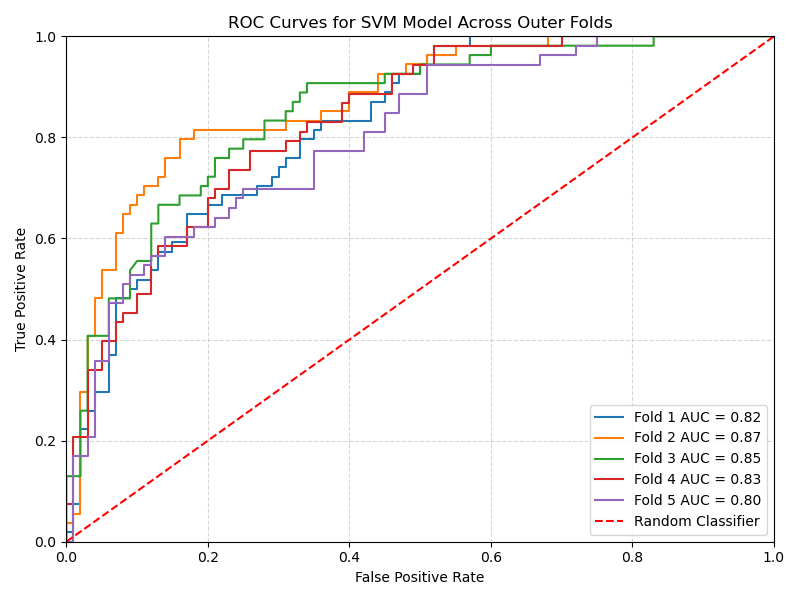 ROC Curves for SVM Model Across Outer Folds
True Positive Rate
1.0
0.8
0.6
0.4
0.2
0.0
Fold 1 AUC = 0.82
Fold 2 AUC = 0.87
Fold 3 AUC = 0.85
Fold 4 AUC = 0.83
Fold 5 AUC = 0.80
Random Classifier
0.0 0.2 0.4 0.6 0.8 1.0
False Positive Rate